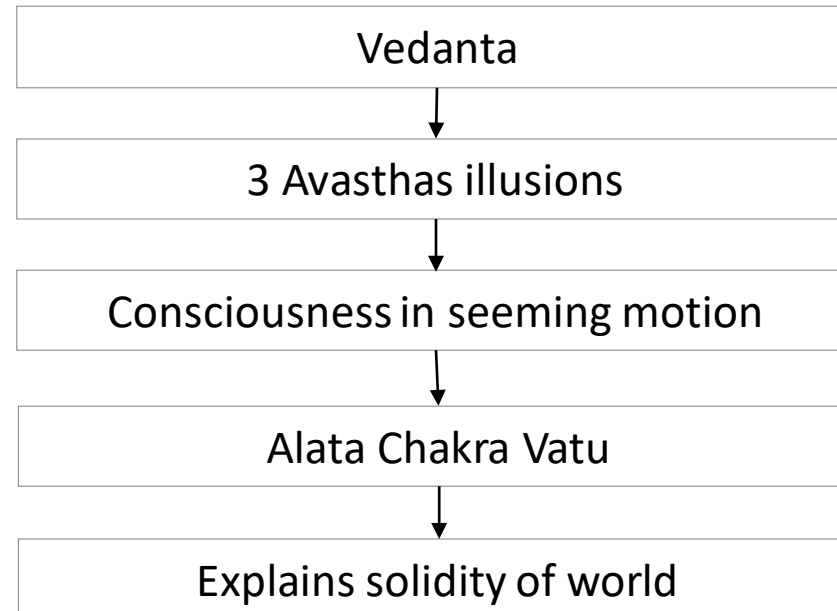 Vedanta
3 Avasthas illusions
Consciousness in seeming motion
Alata Chakra Vatu
Explains solidity of world